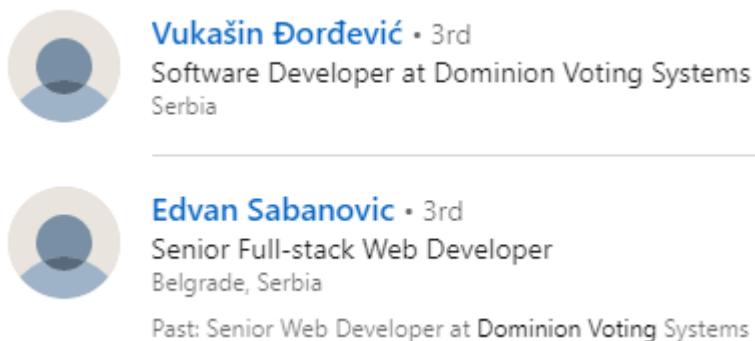 Vukašin Đorđević • 3rd
Software Developer at Dominion Voting Systems
Serbia
Edvan Sabanovic • 3rd
Senior Full-stack Web Developer
Belgrade, Serbia
Past: Senior Web Developer at Dominion Voting Systems